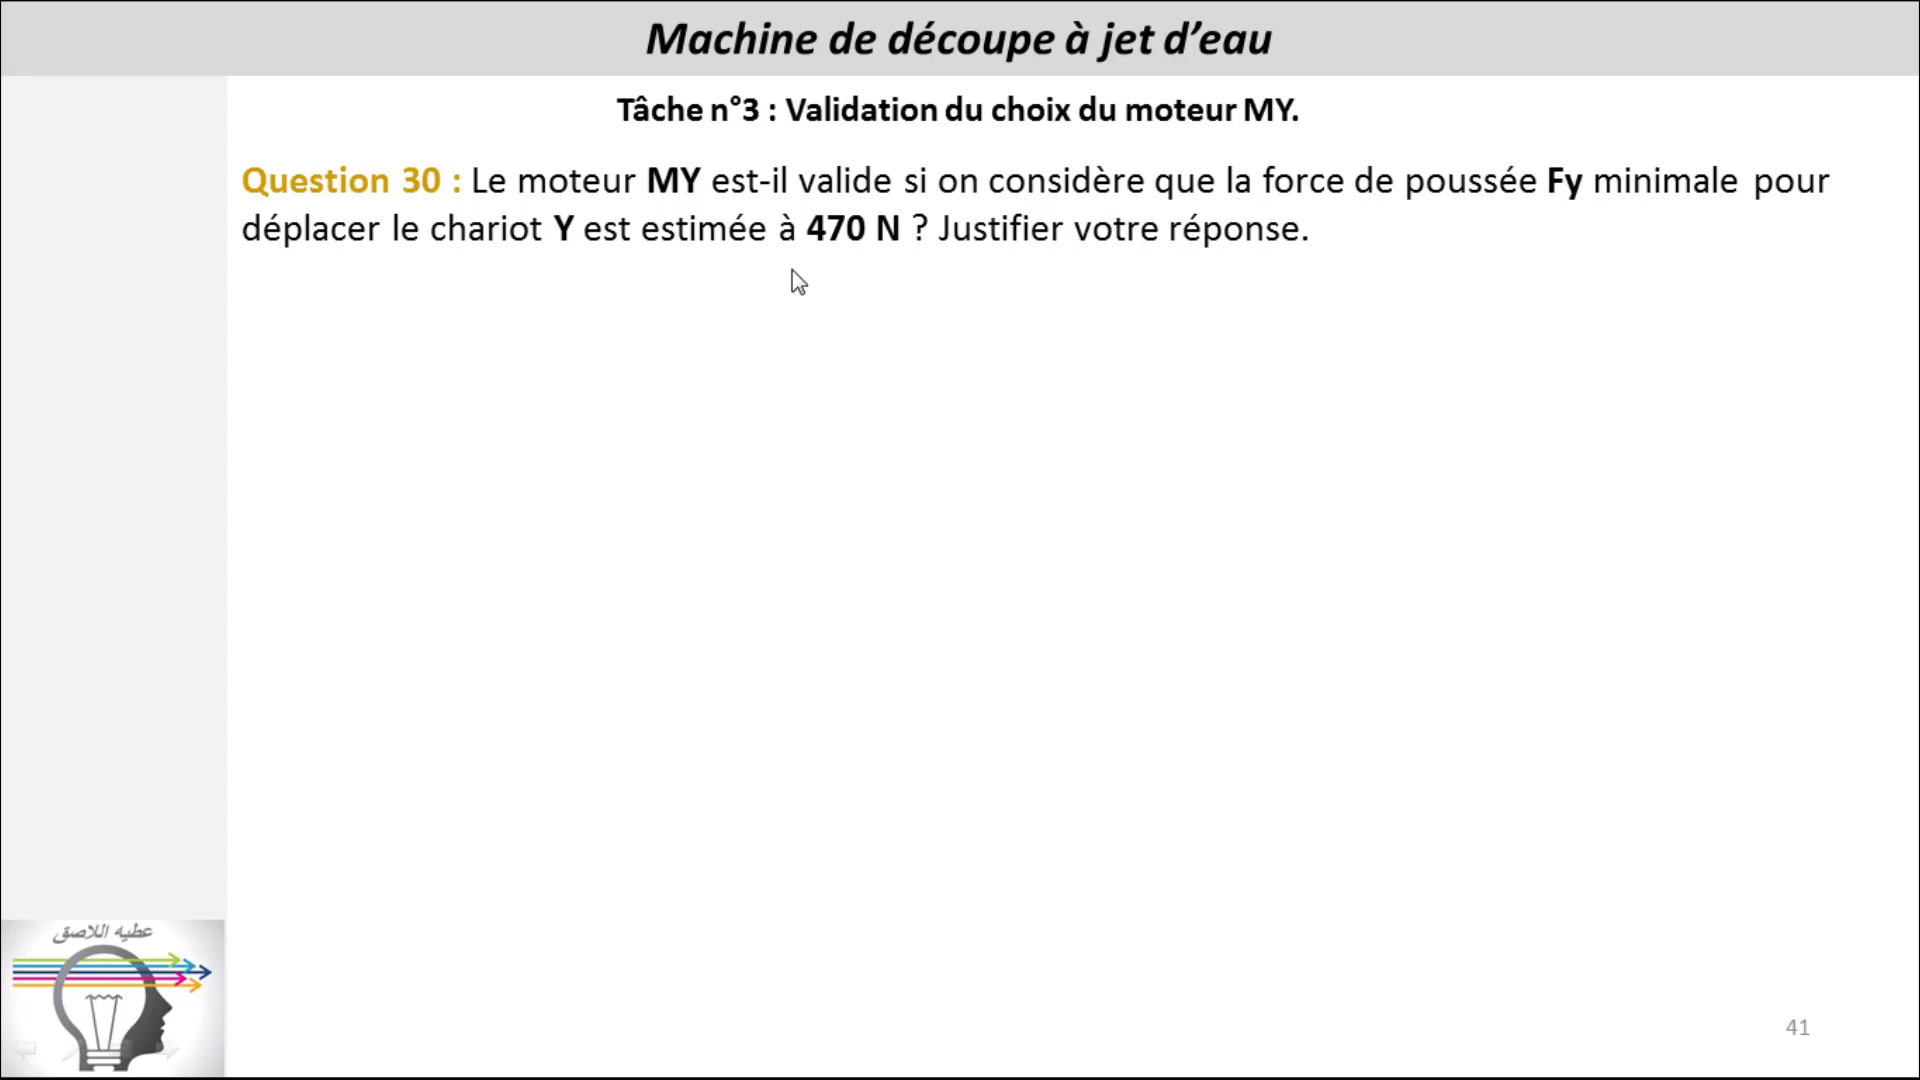 Machine de découpe à jet d’eau
Tâche n°3 : Validation du choix du moteur MY.
Question 30 : Le moteur MY est-il valide si on considère que la force de poussée Fy minimale pour
déplacer le chariot Y est estimée à 470 N ? Justifier votre réponse.
عطيه اللاصق
41